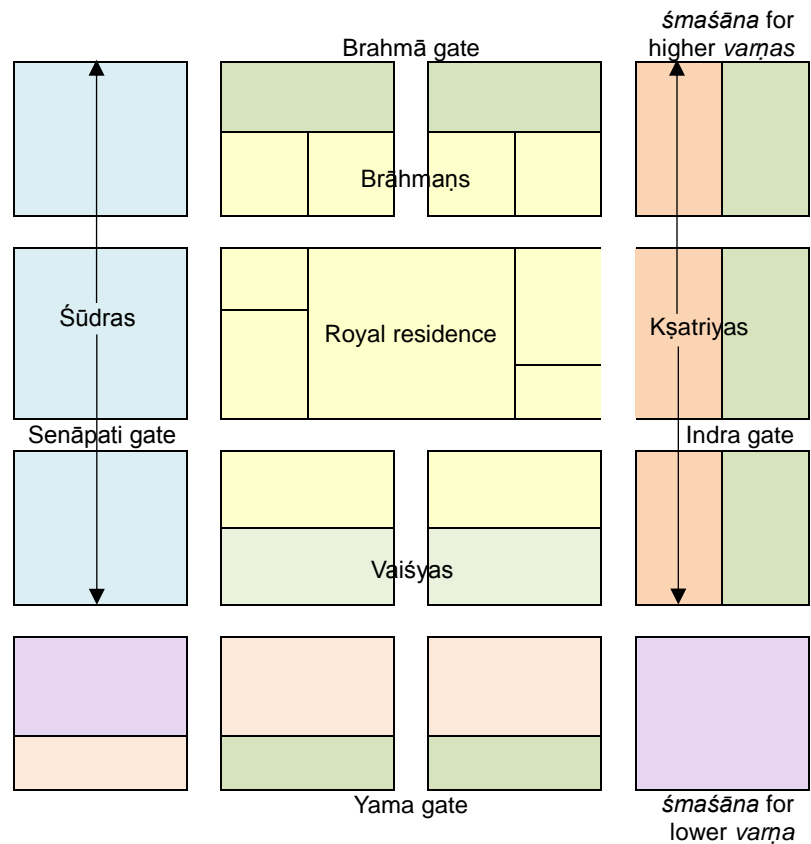 śmaśāna for
higher varṇas
Brahmā gate
Brāhmaṇs
Śūdras
Royal residence
Kṣatriyas
Senāpati gate
Indra gate
Vaiśyas
Yama gate
śmaśāna for
lower varṇa